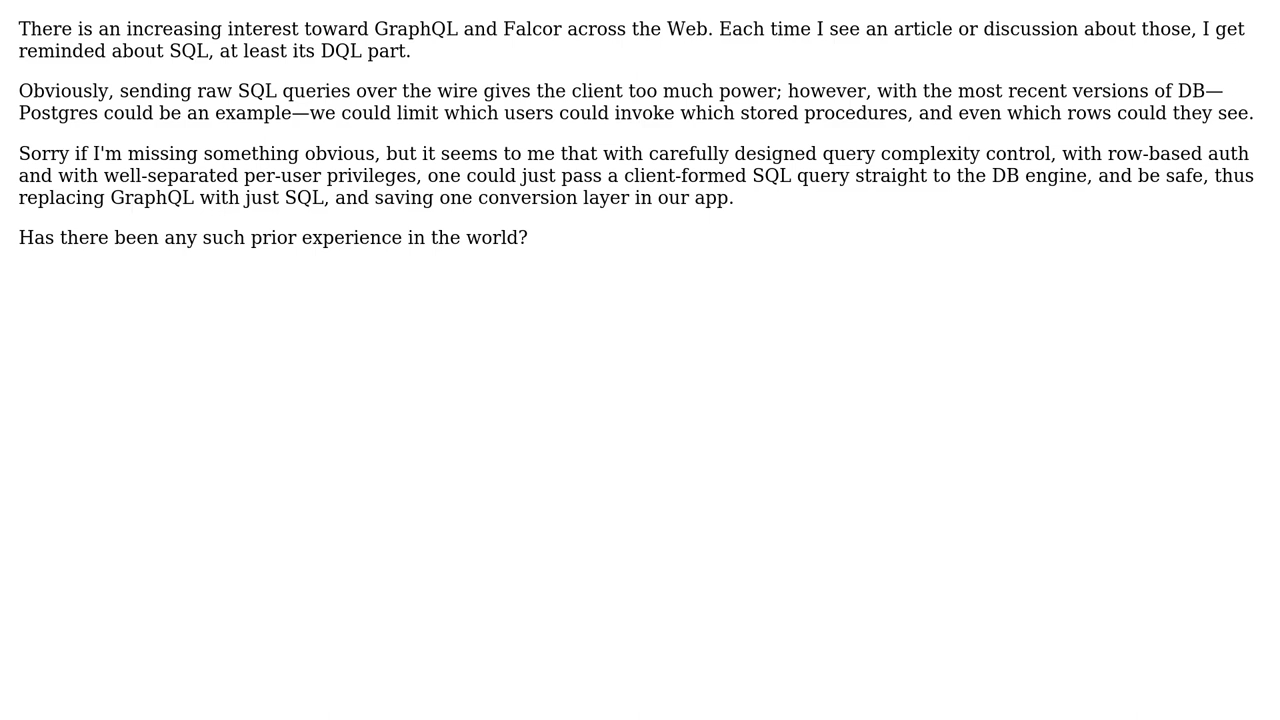 There is an increasing interest toward GraphQL and Falcor across the Web. Each time I see an article or discussion about those, I get
reminded about SQL, at least its DQL part.
Obviously, sending raw SQL queries over the wire gives the client too much power; however, with the most recent versions of DB—
Postgres could be an example—we could limit which users could invoke which stored procedures, and even which rows could they see.
Sorry if I'm missing something obvious, but it seems to me that with carefully designed query complexity control, with row-based auth
and with well-separated per-user privileges, one could just pass a client-formed SQL query straight to the DB engine, and be safe, thus
replacing GraphQL with just SQL, and saving one conversion layer in our app.
Has there been any such prior experience in the world?